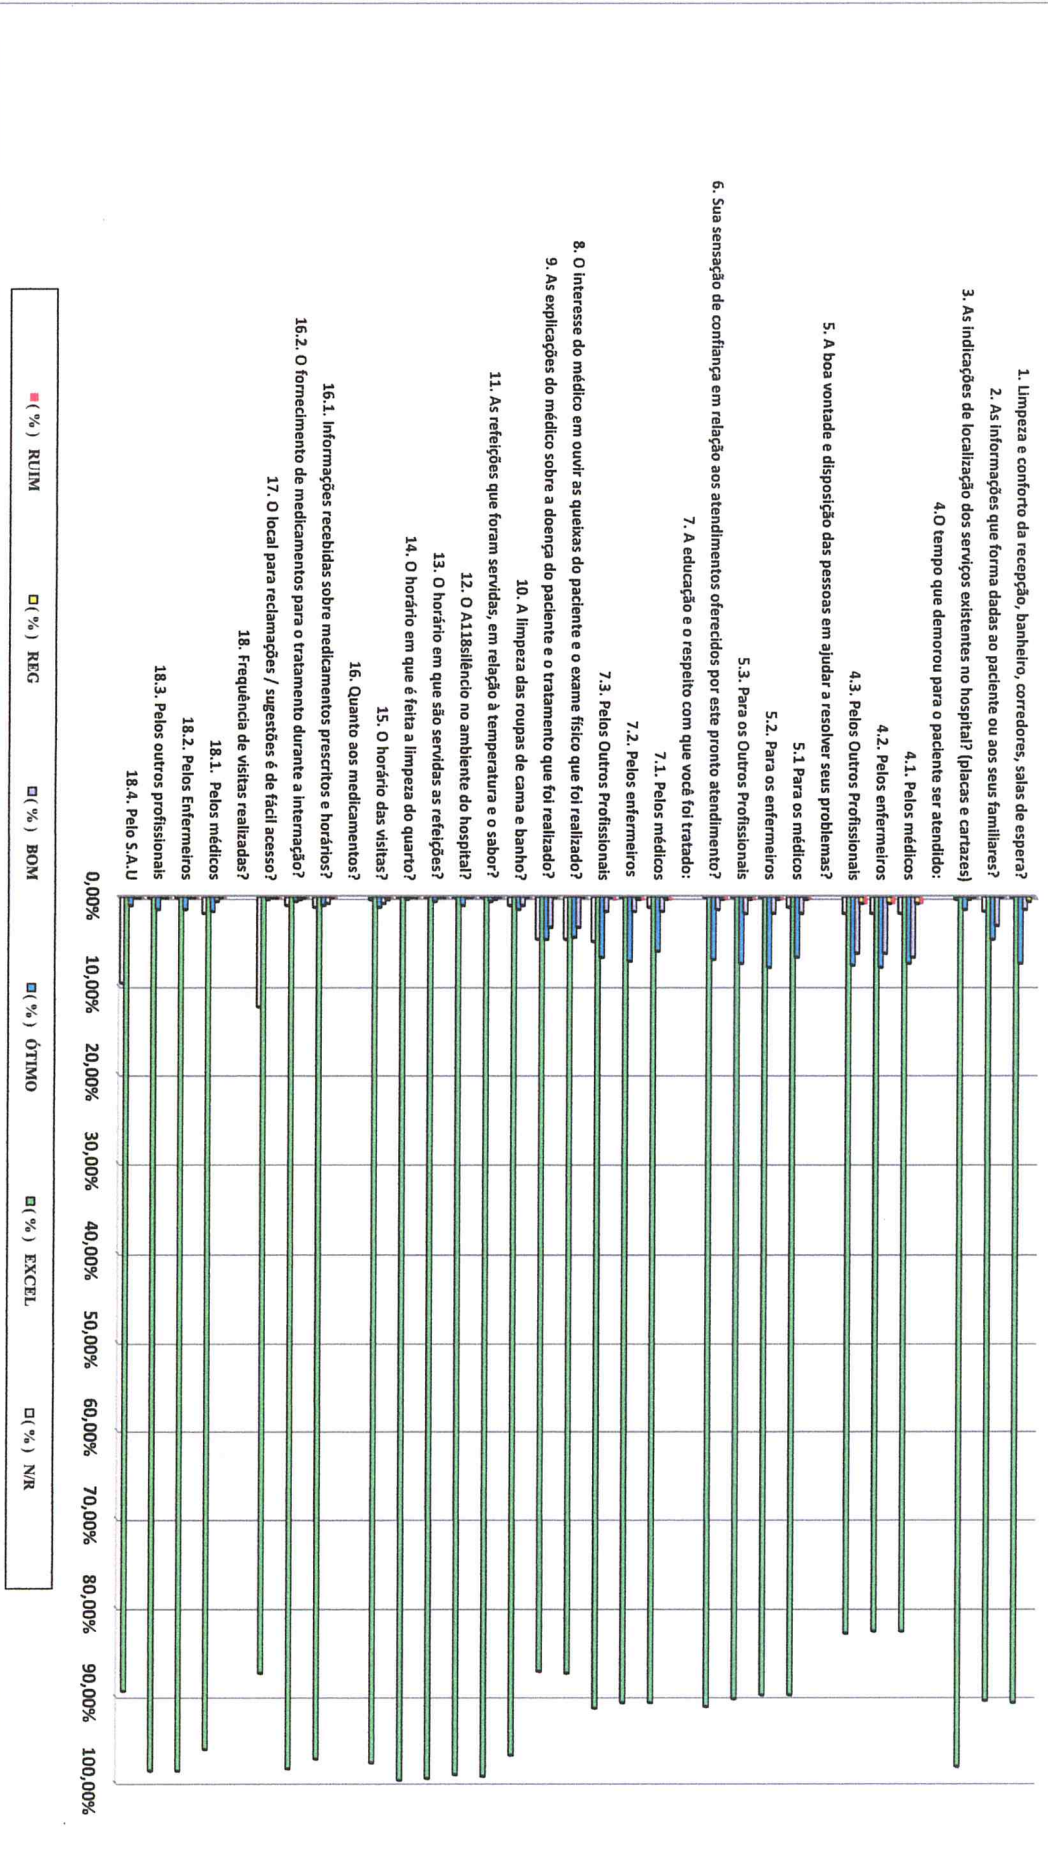 1. Limpeza e conforto da recepção, banheiro, corredores, salas de espera?
2. As informações que forma dadas ao paciente ou aos seus familiares?
3. As indicações de localização dos serviços existentes no hospital? (placas e cartazes)
4.O tempo que demorou para o paciente ser atendido:
4.1. Pelos médicos
4.2. Pelos enfermeiros
4.3. Pelos Outros Profissionais
5. A boa vontade e disposição das pessoas em ajudar a resolver seus problemas?
5.1 Para os médicos
5.2. Para os enfermeiros
5.3. Para os Outros Profissionais
6. Sua sensação de confiança em relação aos atendimentos oferecidos por este pronto atendimento?
7. A educação e o respeito com que você foi tratado:
7.1. Pelos médicos
7.2. Pelos enfermeiros
7.3. Pelos Outros Profissionais
8. O interesse do médico em ouvir as queixas do paciente e o exame físico que foi realizado?
9. As explicações do médico sobre a doença do paciente e o tratamento que foi realizado?
10. A limpeza das roupas de cama e banho?
11. As refeições que foram servidas, em relação à temperatura e o sabor?
12. O A118silêncio no ambiente do hospital?
13. O horário em que são servidas as refeições?
14. O horário em que é feita a limpeza do quarto?
15. O horário das visitas?
16. Quanto aos medicamentos?
16.1. Informações recebidas sobre medicamentos prescritos e horários?
16.2. O fornecimento de medicamentos para o tratamento durante a internação?
17. O local para reclamações / sugestões é de fácil acesso?
18. Frequência de visitas realizadas?
18.1. Pelos médicos
18.2. Pelos Enfermeiros
18.3. Pelos outros profissionais
18.4. Pelo S.A.U
0,00% 10,00% 20,00% 30,00% 40,00% 50,00% 60,00% 70,00% 80,00% 90,00% 100,00%
(%) RUIM (%) REG (%) BOM (%) ÓTIMO (%) EXCEL (%) N/R